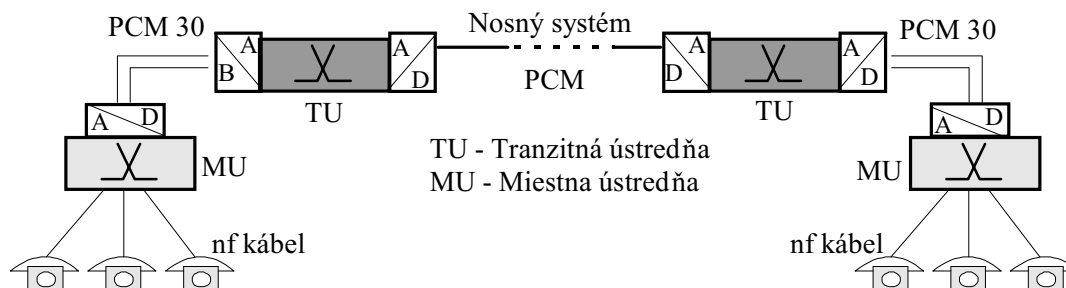 PCM 30
Nosný systém
PCM 30
A
B
A
D
A
D
A
D
TU
PCM
TU
A D
A D
MU
TU - Tranzitná ústredňa
MU - Miestna ústredňa
MU
nf kábel
nf kábel